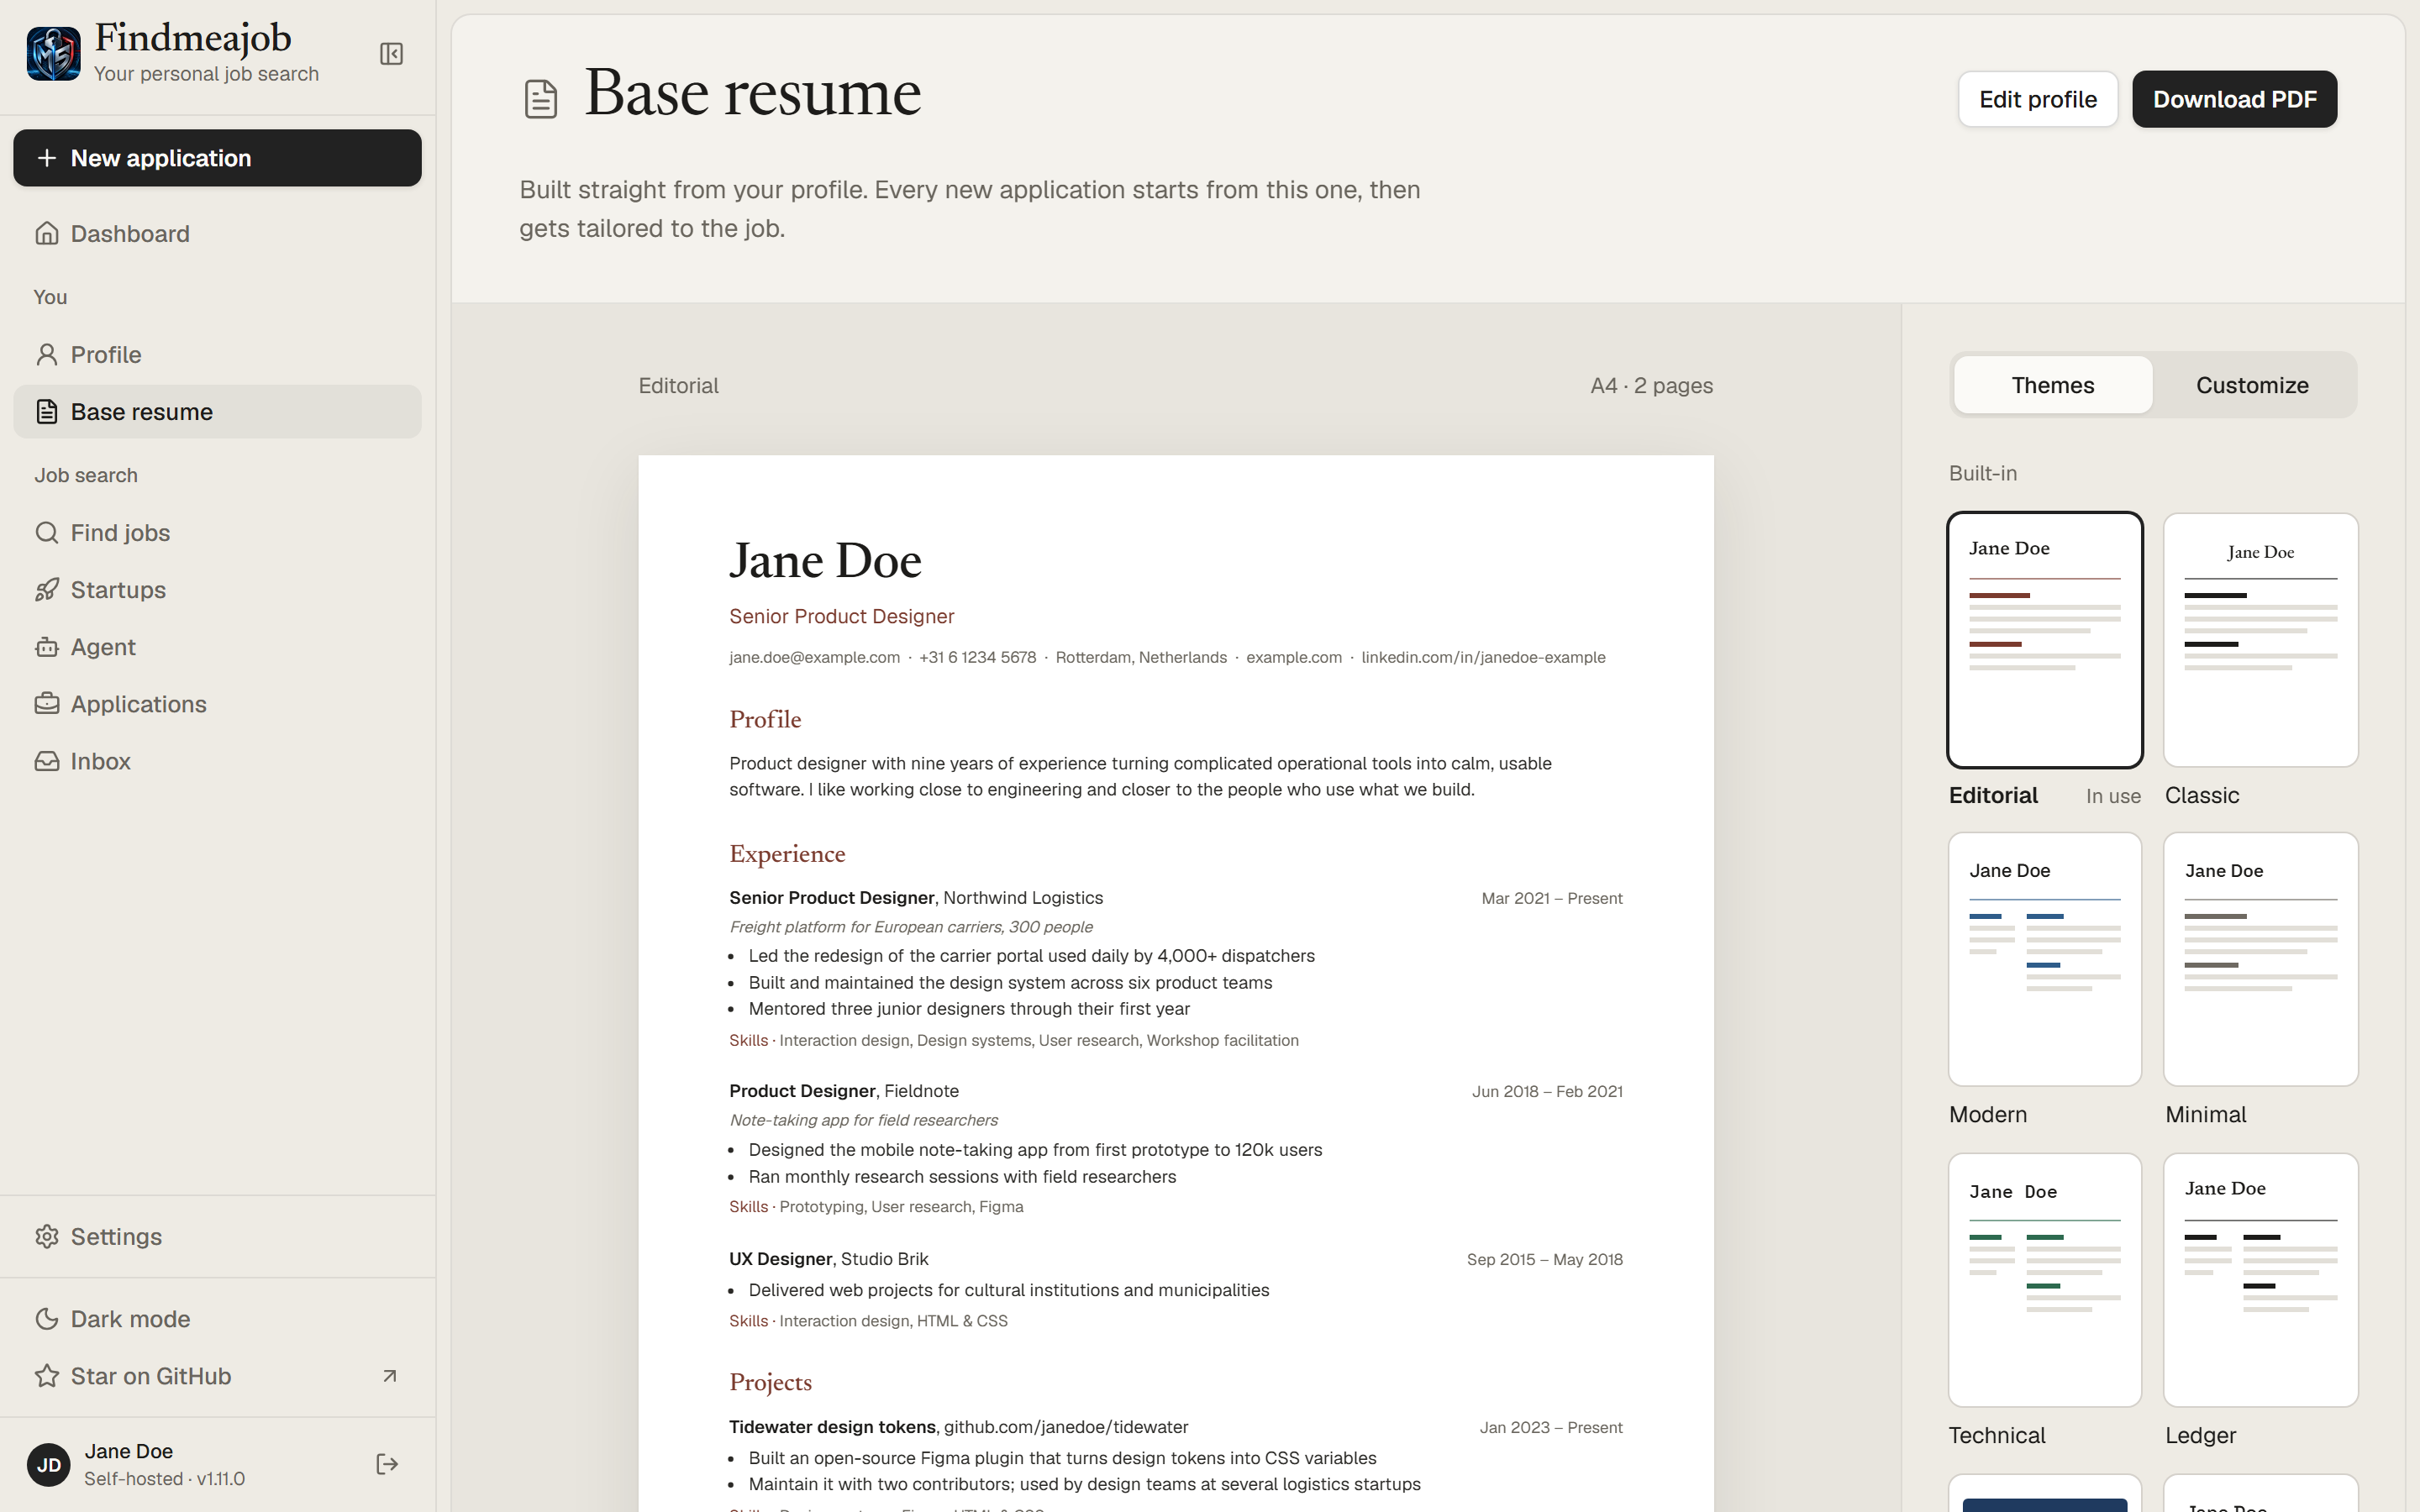 Findmeajob
Your personal job search
New application
Dashboard
You
Profile
Base resume
Job search
Find jobs
Startups
Agent
Applications
Inbox
Settings
Dark mode
Star on GitHub
JD
Jane Doe
Self-hosted · v1.11.0
Base resume
Edit profile
Download PDF
Built straight from your profile. Every new application starts from this one, then
gets tailored to the job.
Editorial
A4 · 2 pages
Jane Doe
Senior Product Designer
jane.doe@example.com · +31 6 1234 5678 · Rotterdam, Netherlands · example.com · linkedin.com/in/janedoe-example
Profile
Product designer with nine years of experience turning complicated operational tools into calm, usable
software. I like working close to engineering and closer to the people who use what we build.
Experience
Senior Product Designer, Northwind Logistics
Mar 2021 – Present
Freight platform for European carriers, 300 people
• Led the redesign of the carrier portal used daily by 4,000+ dispatchers
• Built and maintained the design system across six product teams
• Mentored three junior designers through their first year
Skills · Interaction design, Design systems, User research, Workshop facilitation
Product Designer, Fieldnote
Jun 2018 – Feb 2021
Note-taking app for field researchers
• Designed the mobile note-taking app from first prototype to 120k users
• Ran monthly research sessions with field researchers
Skills · Prototyping, User research, Figma
UX Designer, Studio Brik
Sep 2015 – May 2018
• Delivered web projects for cultural institutions and municipalities
Skills · Interaction design, HTML & CSS
Projects
Tidewater design tokens, github.com/janedoe/tidewater
Jan 2023 – Present
• Built an open-source Figma plugin that turns design tokens into CSS variables
• Maintain it with two contributors; used by design teams at several logistics startups
Themes
Customize
Built-in
Jane Doe
Jane Doe
Editorial
In use
Classic
Jane Doe
Jane Doe
Modern
Minimal
Jane Doe
Jane Doe
Technical
Ledger
Jane Doe